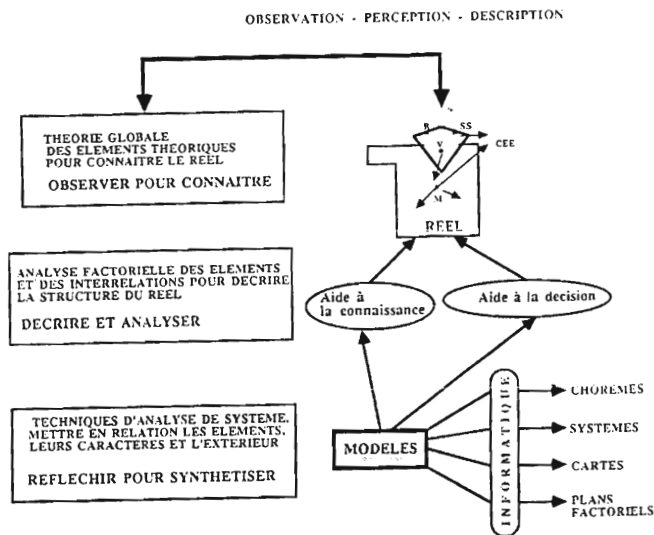 OBSERVATION - PERCEPTION - DESCRIPTION
THEORIE GLOBALE
DES ELEMENTS THEORIQUES
POUR CONNAITRE LE REEL
OBSERVER POUR CONNAITRE
R
SS
CEE
V
M
REEL
ANALYSE FACTORIELLE DES ELEMENTS
ET DES INTERRELATIONS POUR DECRIRE
LA STRUCTURE DU REEL
DECRIRE ET ANALYSER
Aide à
la connaissance
Aide à la decision
TECHNIQUES D'ANALYSE DE SYSTEME.
METTRE EN RELATION LES ELEMENTS,
LEURS CARACTERES ET L'EXTERIEUR
REFLECHIR POUR SYNTHETISER
MODELES
INFORMATIQUE
CHOREMES
SYSTEMES
CARTES
PLANS
FACTORIELS